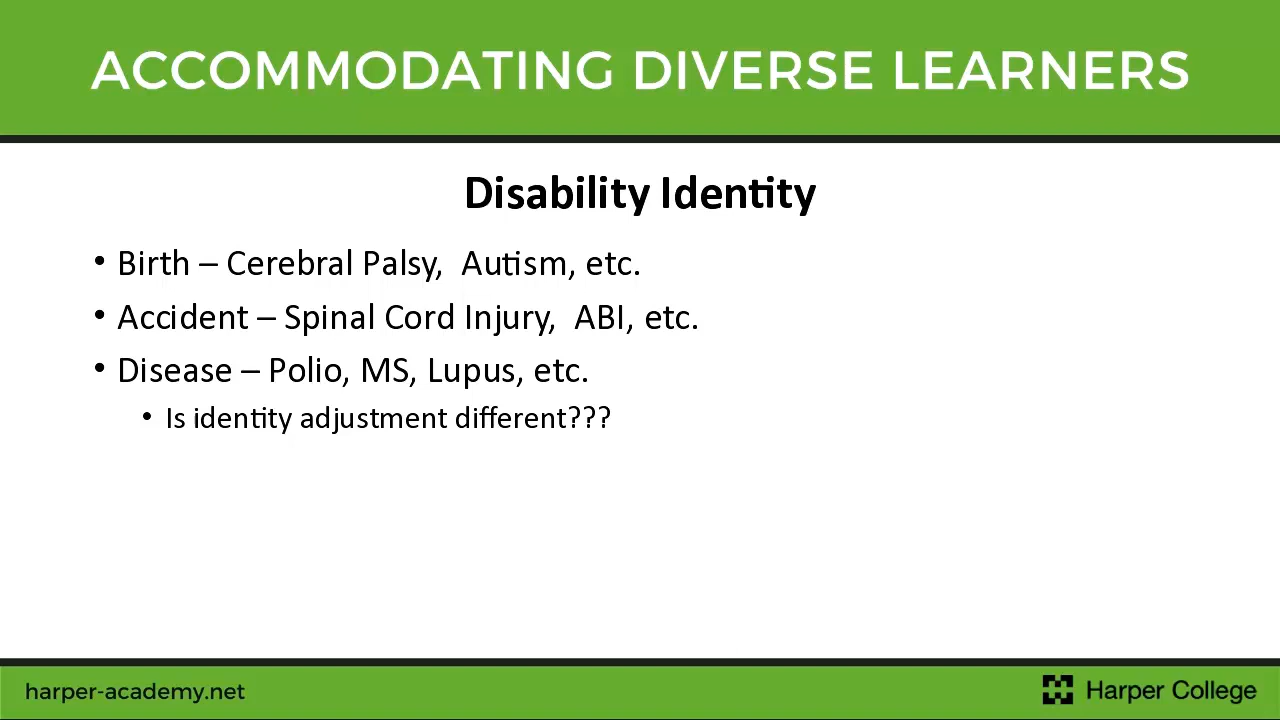 ACCOMMODATING DIVERSE LEARNERS
Disability Identity
• Birth – Cerebral Palsy,  Autism, etc.
• Accident – Spinal Cord Injury,  ABI, etc.
• Disease – Polio, MS, Lupus, etc.
• Is identity adjustment different???
harper-academy.net
Harper College